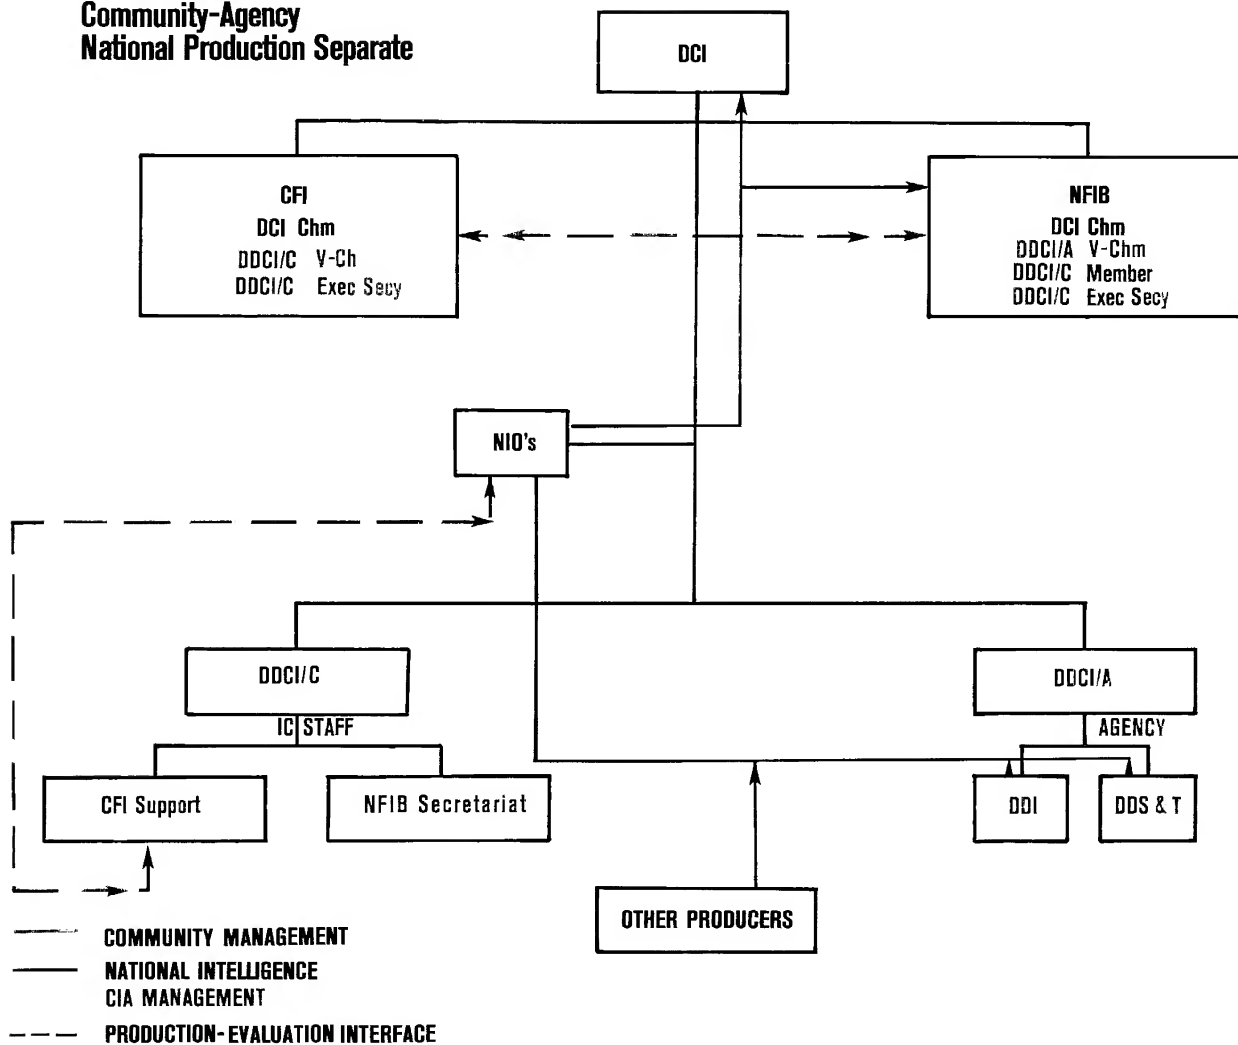 Community-Agency
National Production Separate
DCI
CFI
DCI Chm
DDCI/C V-Ch
DDCI/C Exec Secy
NFIB
DCI Chm
DDCI/A V-Chm
DDCI/C Member
DDCI/C Exec Secy
NIO's
DDCI/C
DDCI/A
IC STAFF
AGENCY
CFI Support
NFIB Secretariat
DDI
DDS & T
OTHER PRODUCERS
COMMUNITY MANAGEMENT
NATIONAL INTELLIGENCE
CIA MANAGEMENT
PRODUCTION-EVALUATION INTERFACE